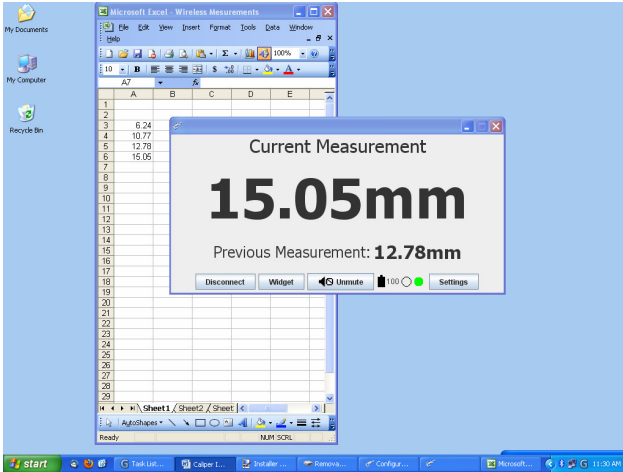 My Documents
My Computer
Recycle Bin
Microsoft Excel - Wireless Mesurements
File Edit View Insert Format Tools Data Window
Help
100%
10 B $
A7 fx
A B C D E
1
2
3 6.24
4 10.77
5 12.78
6 15.05
7
8
9
10
11
12
13
14
15
16
17
18
19
20
21
22
23
24
25
26
27
28
29
Current Measurement
15.05mm
Previous Measurement: 12.78mm
Disconnect Widget Unmute 100 Settings
Sheet1 Sheet2 Sheet
AutoShapes
Ready NUM SCRL
start Task List... Caliper I... Installer ... Remova... Configur... Microsoft... 11:30 AM